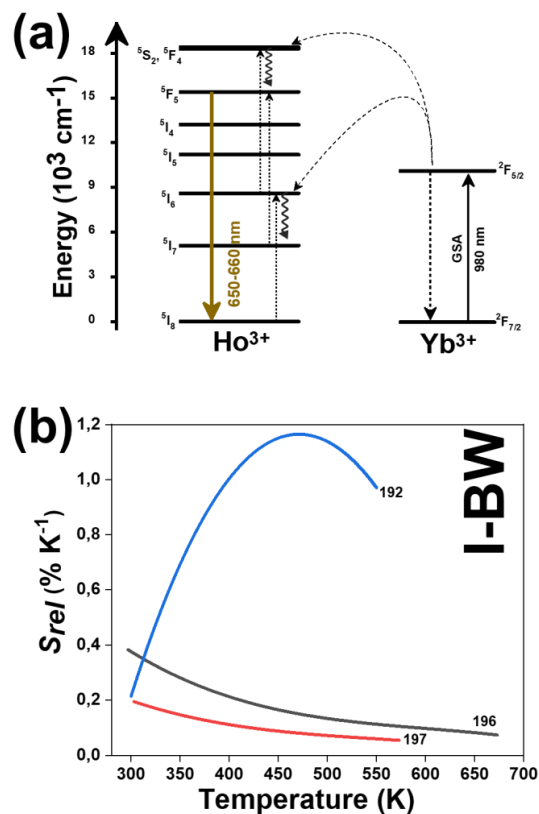 (a)
Energy (10³ cm⁻¹)
18
15
12
9
6
3
0
⁵S₂, ⁵F₄
⁵F₅
⁵I₄
⁵I₅
⁵I₆
⁵I₇
⁵I₈
650-660 nm
Ho³⁺
²F₅/₂
GSA
980 nm
²F₇/₂
Yb³⁺
(b)
I-BW
Srel (% K⁻¹)
1,2
1,0
0,8
0,6
0,4
0,2
0,0
192
196
197
300
350
400
450
500
550
600
650
700
Temperature (K)